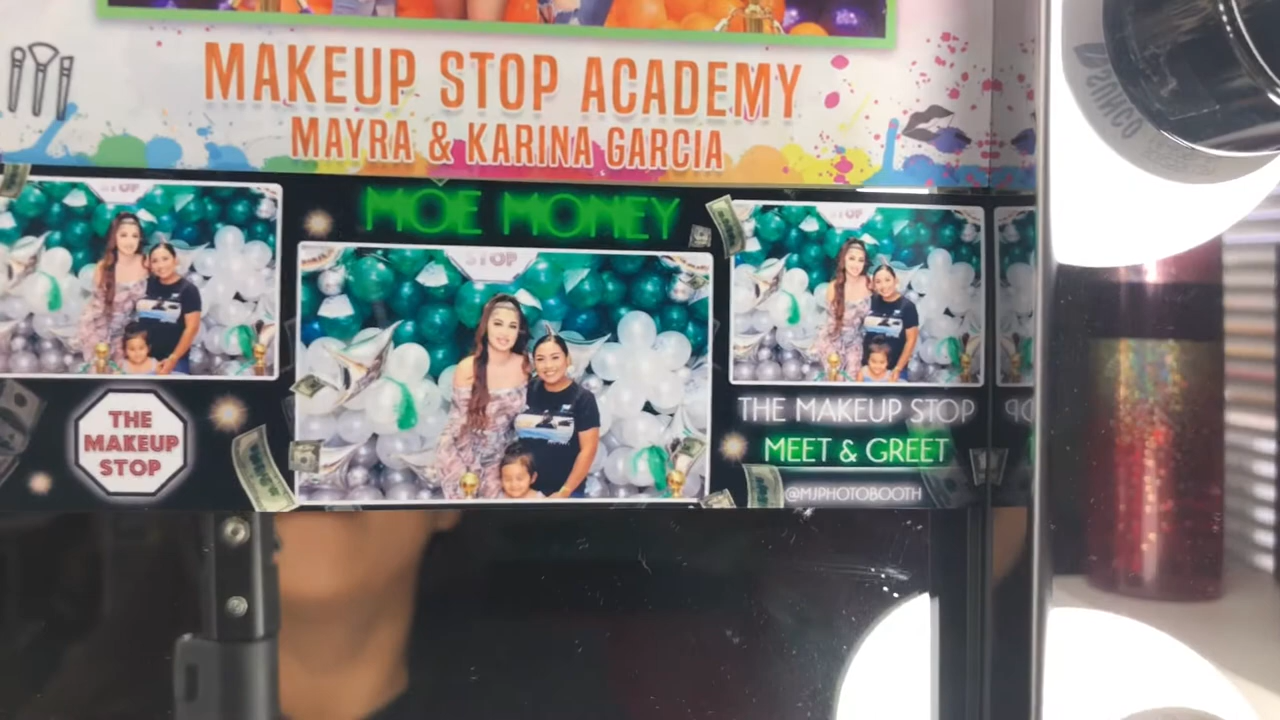 MAKEUP STOP ACADEMY
MAYRA & KARINA GARCIA
MOE MONEY
STOP
STOP
STOP
THE
MAKEUP
STOP
THE MAKEUP STOP
MEET & GREET
@MJPHOTOBOOTH